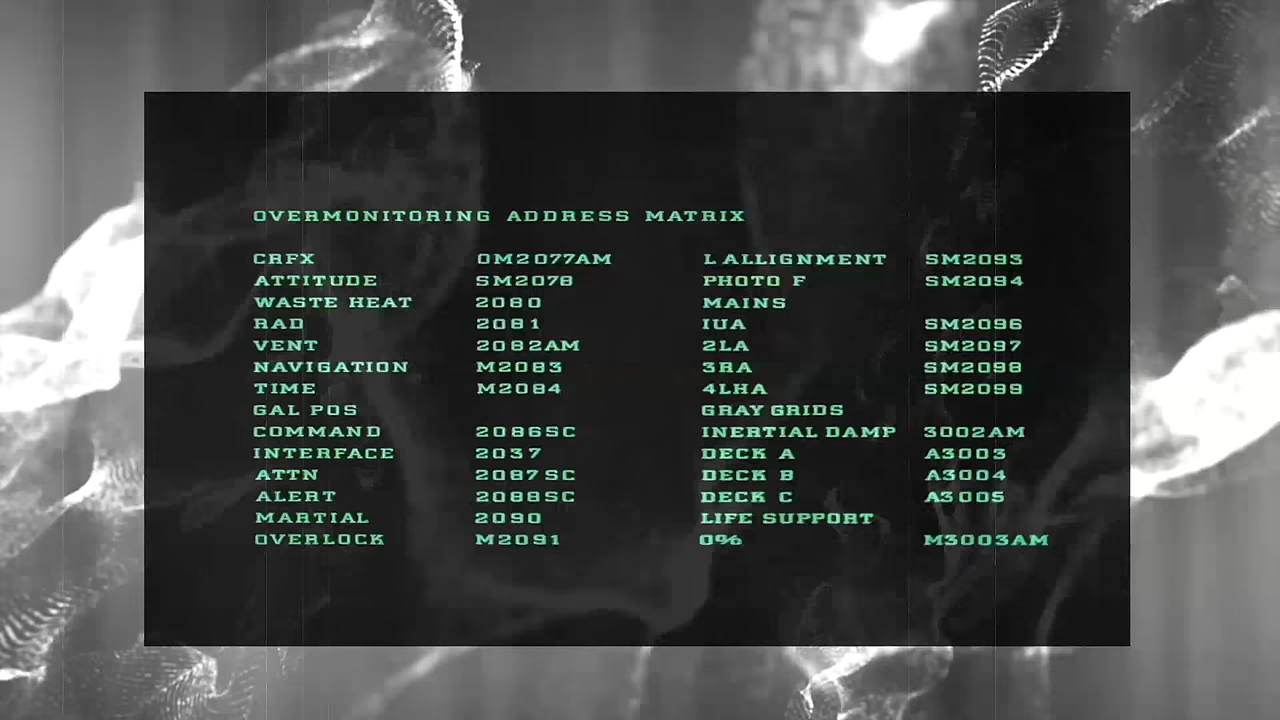 OVERMONITORING ADDRESS MATRIX
CRFX 0M2077AM L ALLIGNMENT SM2093
ATTITUDE SM2078 PHOTO F SM2094
WASTE HEAT 2080 MAINS
RAD 2081 IUA SM2096
VENT 2082AM 2LA SM2097
NAVIGATION M2083 3RA SM2098
TIME M2084 4LHA SM2099
GAL POS GRAY GRIDS
COMMAND 2086SC INERTIAL DAMP 3002AM
INTERFACE 2037 DECK A A3003
ATTN 2087SC DECK B A3004
ALERT 2088SC DECK C A3005
MARTIAL 2090 LIFE SUPPORT
OVERLOCK M2091 0% M3003AM